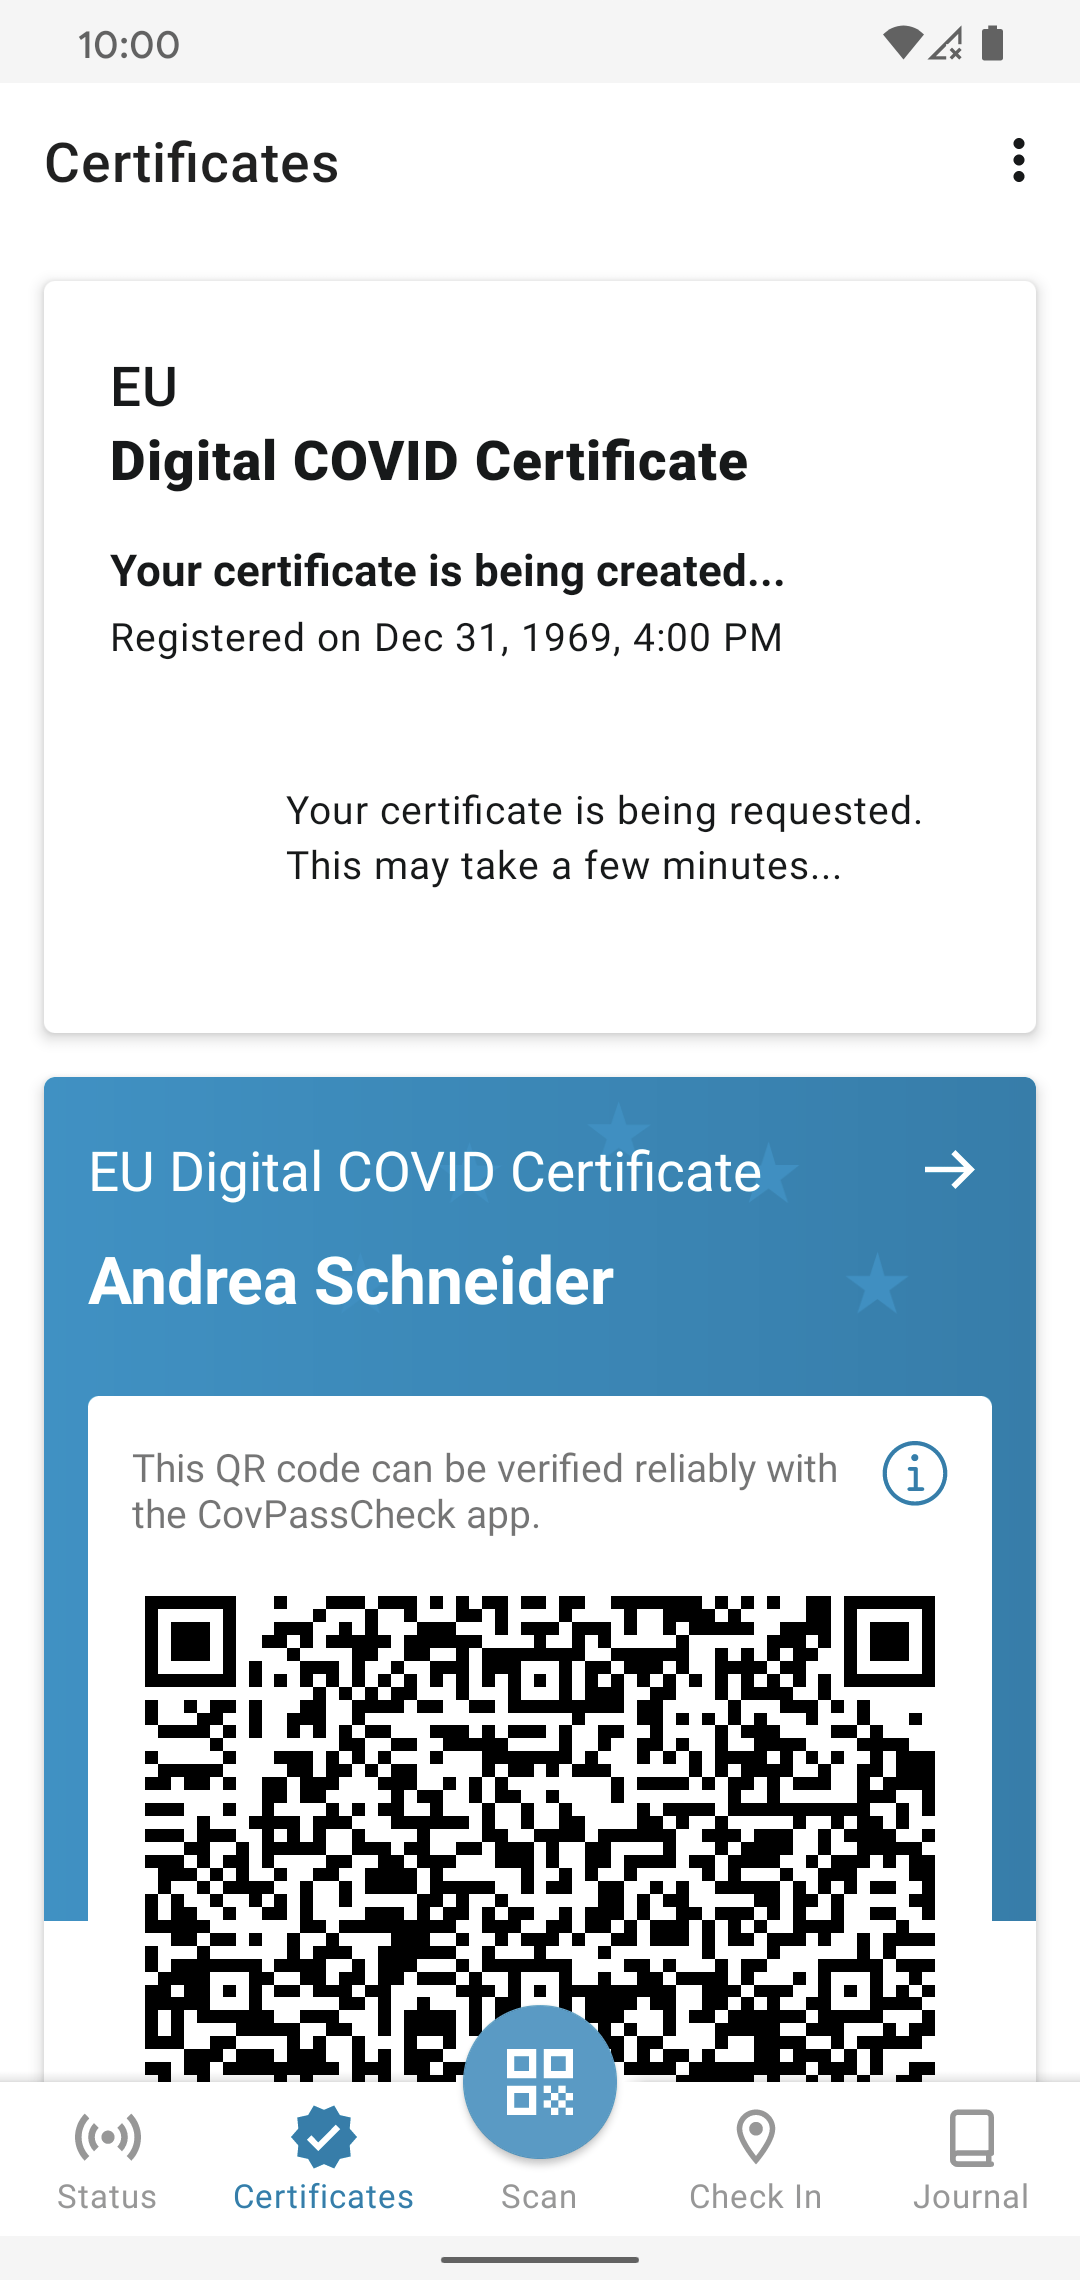 10:00
Certificates
EU
Digital COVID Certificate
Your certificate is being created...
Registered on Dec 31, 1969, 4:00 PM
Your certificate is being requested.
This may take a few minutes...
EU Digital COVID Certificate
Andrea Schneider
This QR code can be verified reliably with
the CovPassCheck app.
Status
Certificates
Scan
Check In
Journal